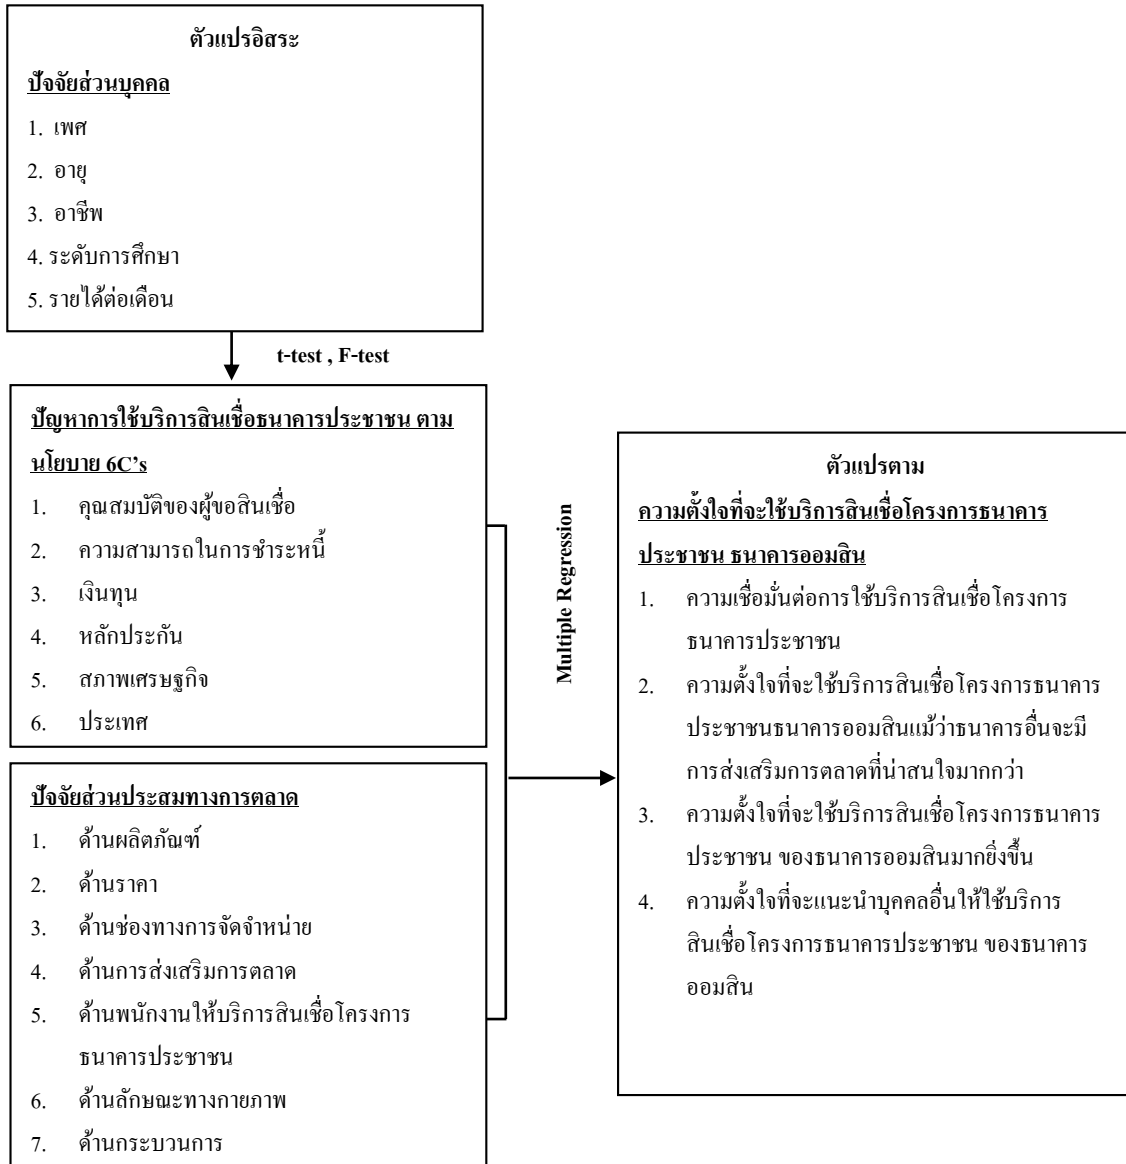 ตัวแปรอิสระ
ปัจจัยส่วนบุคคล
1. เพศ
2. อายุ
3. อาชีพ
4. ระดับการศึกษา
5. รายได้ต่อเดือน
t-test , F-test
ปัญหาการใช้บริการสินเชื่อธนาคารประชาชน ตาม
นโยบาย 6C’s
1. คุณสมบัติของผู้ขอสินเชื่อ
2. ความสามารถในการชำระหนี้
3. เงินทุน
4. หลักประกัน
5. สภาพเศรษฐกิจ
6. ประเทศ
ปัจจัยส่วนประสมทางการตลาด
1. ด้านผลิตภัณฑ์
2. ด้านราคา
3. ด้านช่องทางการจัดจำหน่าย
4. ด้านการส่งเสริมการตลาด
5. ด้านพนักงานให้บริการสินเชื่อโครงการ
ธนาคารประชาชน
6. ด้านลักษณะทางกายภาพ
7. ด้านกระบวนการ
Multiple Regression
ตัวแปรตาม
ความตั้งใจที่จะใช้บริการสินเชื่อโครงการธนาคาร
ประชาชน ธนาคารออมสิน
1. ความเชื่อมั่นต่อการใช้บริการสินเชื่อโครงการ
ธนาคารประชาชน
2. ความตั้งใจที่จะใช้บริการสินเชื่อโครงการธนาคาร
ประชาชนธนาคารออมสินแม้ว่าธนาคารอื่นจะมี
การส่งเสริมการตลาดที่น่าสนใจมากกว่า
3. ความตั้งใจที่จะใช้บริการสินเชื่อโครงการธนาคาร
ประชาชน ของธนาคารออมสินมากยิ่งขึ้น
4. ความตั้งใจที่จะแนะนำบุคคลอื่นให้ใช้บริการ
สินเชื่อโครงการธนาคารประชาชน ของธนาคาร
ออมสิน